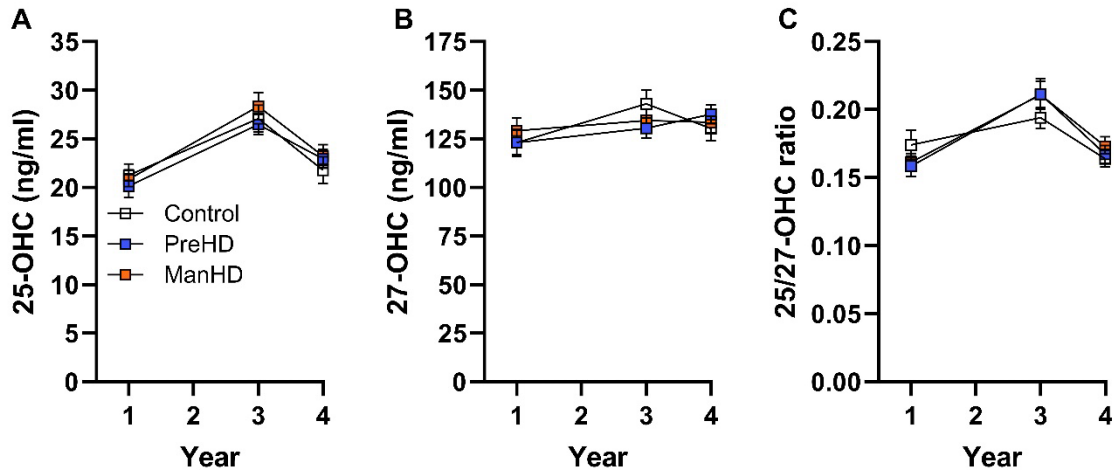 A
25-OHC (ng/ml)
35
30
25
20
15
10
5
0
Control
PreHD
ManHD
1 2 3 4
Year
B
27-OHC (ng/ml)
175
150
125
100
75
50
25
0
1 2 3 4
Year
C
25/27-OHC ratio
0.25
0.20
0.15
0.10
0.05
0.00
1 2 3 4
Year